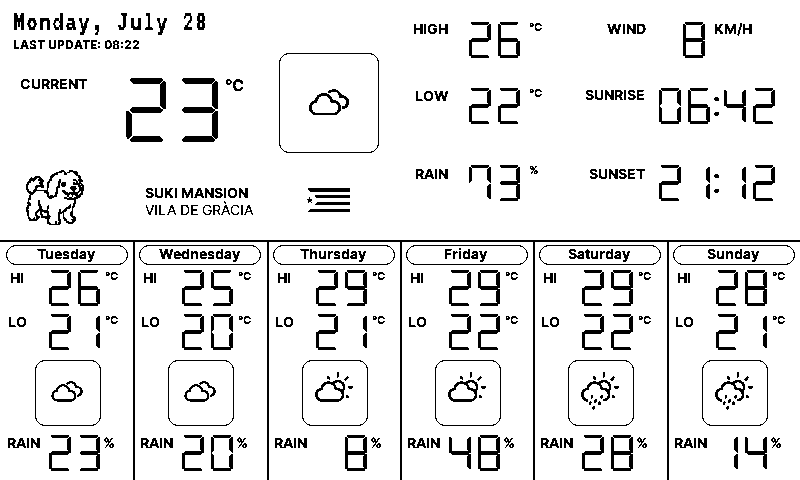 Monday, July 28
LAST UPDATE: 08:22
CURRENT 23 °C
HIGH 26 °C
LOW 22 °C
RAIN 73 %
WIND 8 KM/H
SUNRISE 06:42
SUNSET 21:12
SUKI MANSION
VILA DE GRÀCIA
Tuesday
HI 26 °C
LO 21 °C
RAIN 23 %
Wednesday
HI 25 °C
LO 20 °C
RAIN 20 %
Thursday
HI 29 °C
LO 21 °C
RAIN 8 %
Friday
HI 29 °C
LO 22 °C
RAIN 48 %
Saturday
HI 29 °C
LO 22 °C
RAIN 28 %
Sunday
HI 28 °C
LO 21 °C
RAIN 14 %